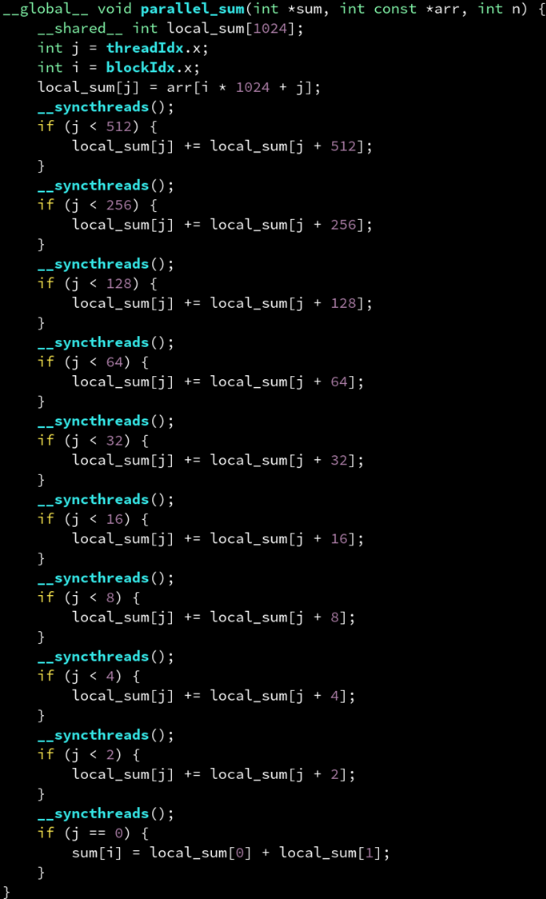 __global__ void parallel_sum(int *sum, int const *arr, int n) {
    __shared__ int local_sum[1024];
    int j = threadIdx.x;
    int i = blockIdx.x;
    local_sum[j] = arr[i * 1024 + j];
    __syncthreads();
    if (j < 512) {
        local_sum[j] += local_sum[j + 512];
    }
    __syncthreads();
    if (j < 256) {
        local_sum[j] += local_sum[j + 256];
    }
    __syncthreads();
    if (j < 128) {
        local_sum[j] += local_sum[j + 128];
    }
    __syncthreads();
    if (j < 64) {
        local_sum[j] += local_sum[j + 64];
    }
    __syncthreads();
    if (j < 32) {
        local_sum[j] += local_sum[j + 32];
    }
    __syncthreads();
    if (j < 16) {
        local_sum[j] += local_sum[j + 16];
    }
    __syncthreads();
    if (j < 8) {
        local_sum[j] += local_sum[j + 8];
    }
    __syncthreads();
    if (j < 4) {
        local_sum[j] += local_sum[j + 4];
    }
    __syncthreads();
    if (j < 2) {
        local_sum[j] += local_sum[j + 2];
    }
    __syncthreads();
    if (j == 0) {
        sum[i] = local_sum[0] + local_sum[1];
    }
}